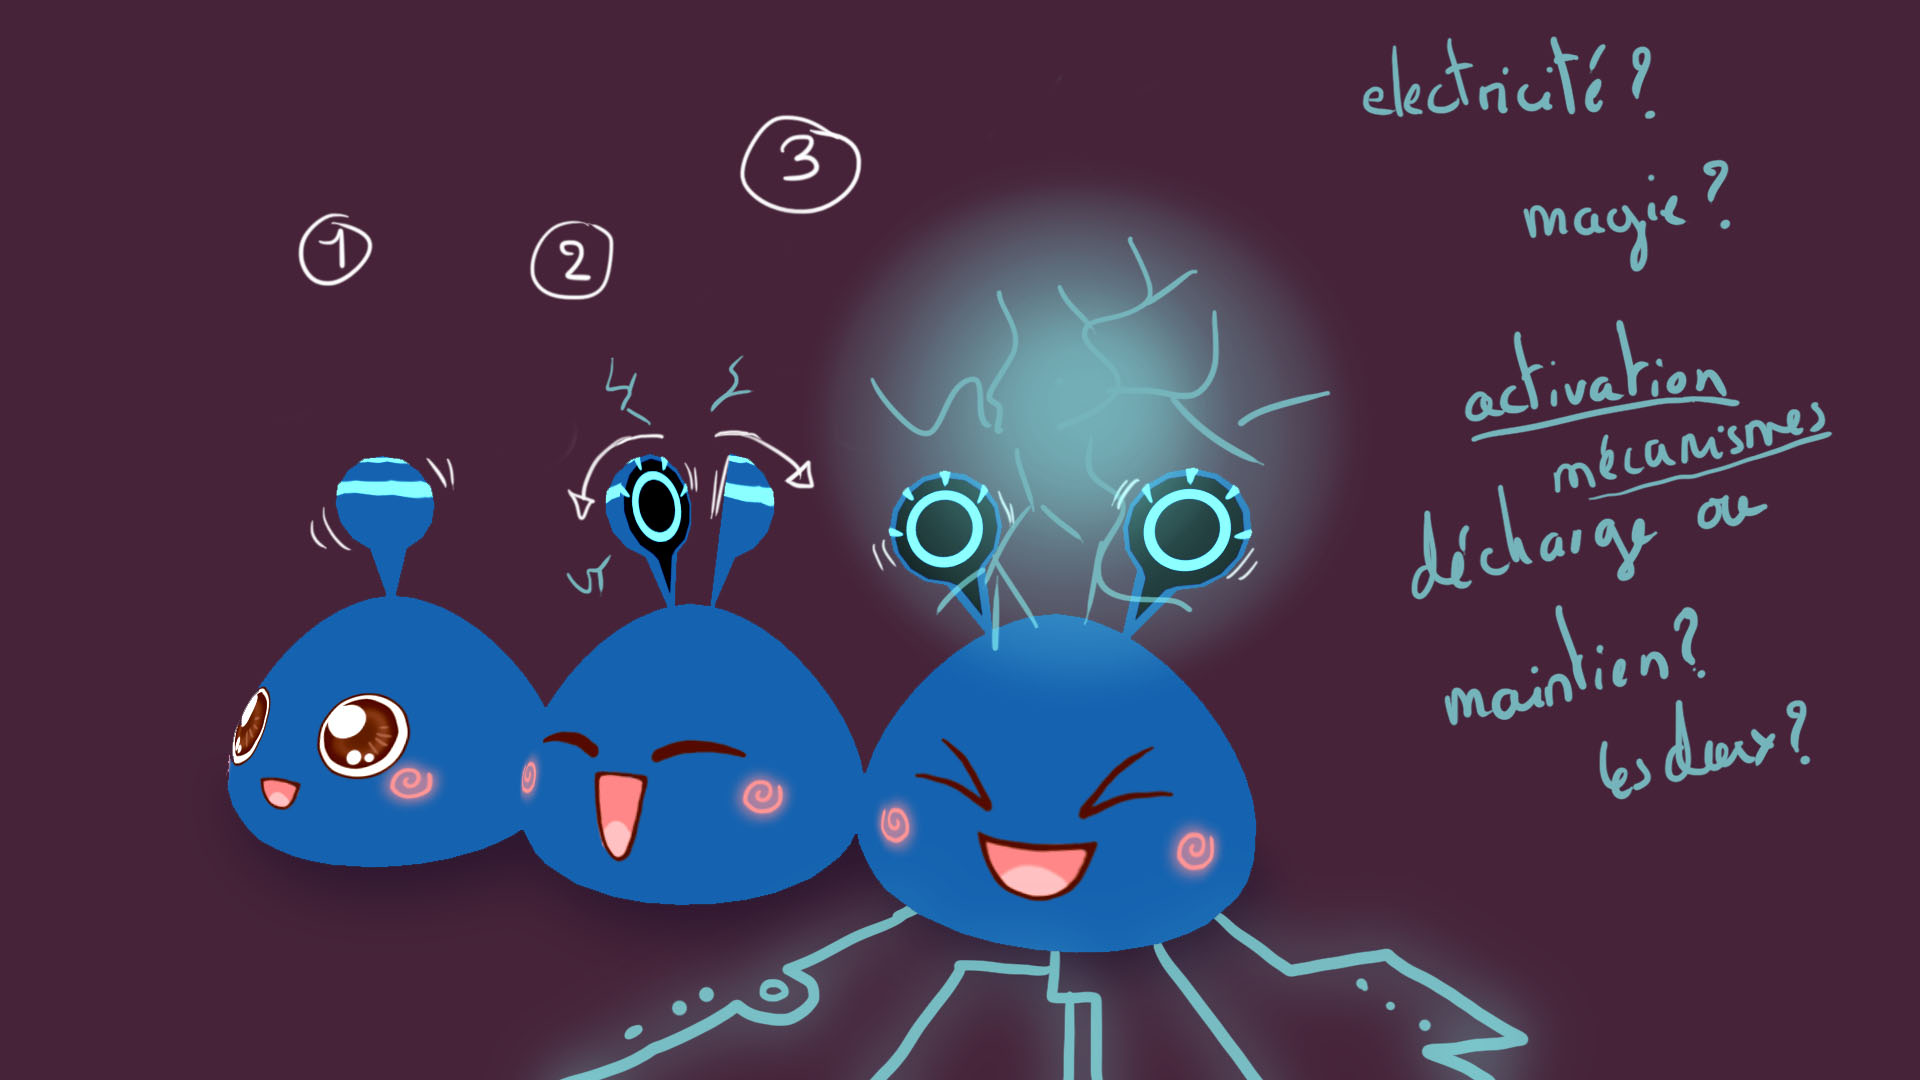 1
2
3
electricité ?
magie ?
activation
mécanismes
décharge ou
maintien ?
les deux ?